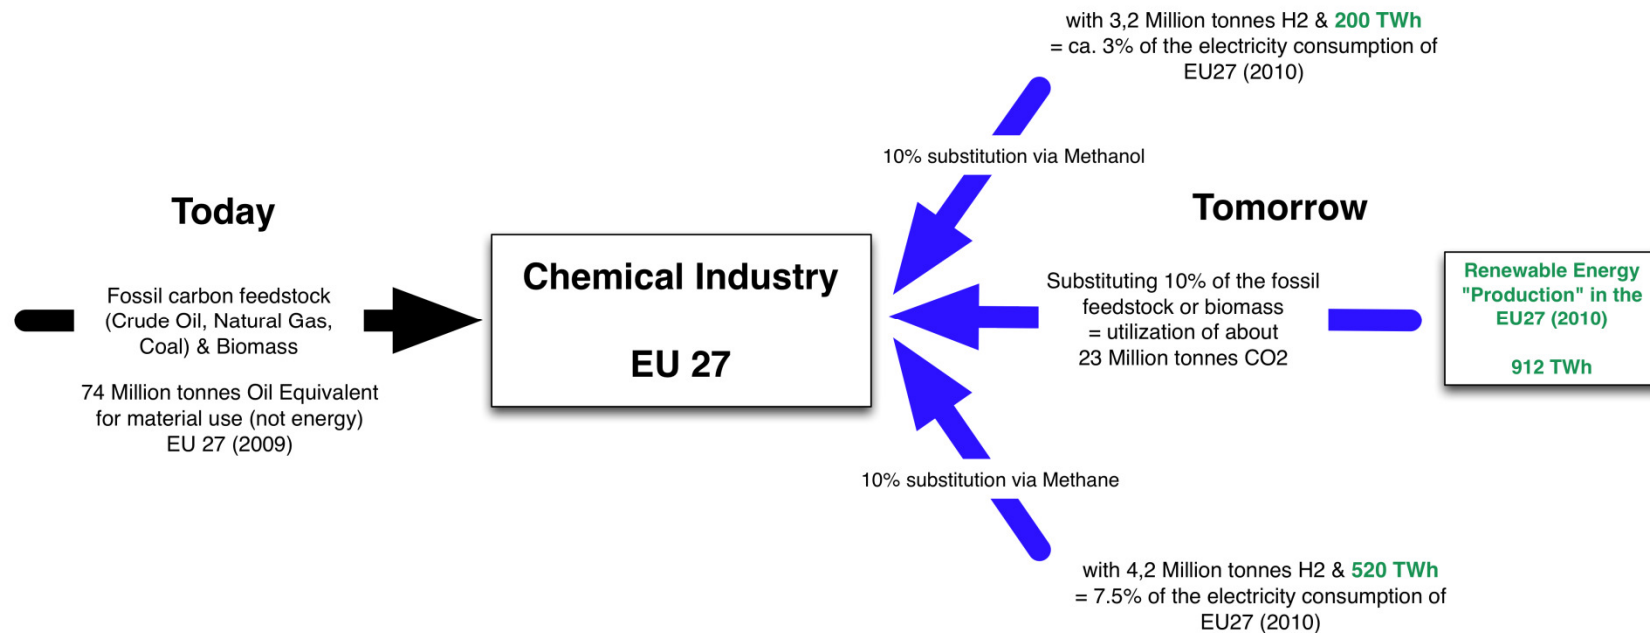 with 3,2 Million tonnes H2 & 200 TWh
= ca. 3% of the electricity consumption of
EU27 (2010)
10% substitution via Methanol
Today
Tomorrow
Fossil carbon feedstock
(Crude Oil, Natural Gas,
Coal) & Biomass
74 Million tonnes Oil Equivalent
for material use (not energy)
EU 27 (2009)
Chemical Industry
EU 27
Substituting 10% of the fossil
feedstock or biomass
= utilization of about
23 Million tonnes CO2
Renewable Energy
"Production" in the
EU27 (2010)
912 TWh
10% substitution via Methane
with 4,2 Million tonnes H2 & 520 TWh
= 7.5% of the electricity consumption of
EU27 (2010)